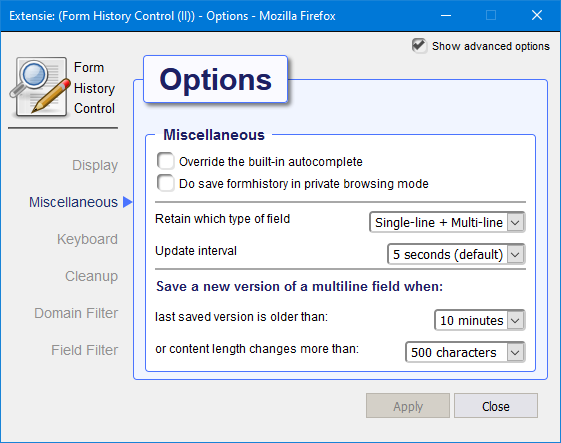 Extensie: (Form History Control (II)) - Options - Mozilla Firefox
Show advanced options
Form
History
Control
Options
Display
Miscellaneous
Keyboard
Cleanup
Domain Filter
Field Filter
Miscellaneous
Override the built-in autocomplete
Do save formhistory in private browsing mode
Retain which type of field Single-line + Multi-line
Update interval 5 seconds (default)
Save a new version of a multiline field when:
last saved version is older than: 10 minutes
or content length changes more than: 500 characters
Apply Close